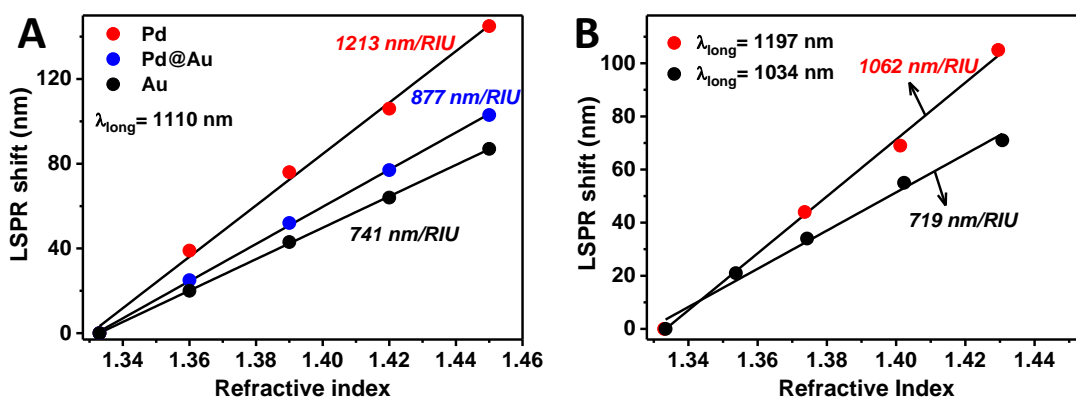 A
Pd
Pd@Au
Au
λlong= 1110 nm
1213 nm/RIU
877 nm/RIU
741 nm/RIU
LSPR shift (nm)
120
80
40
0
1.34
1.36
1.38
1.40
1.42
1.44
1.46
Refractive index
B
λlong= 1197 nm
λlong= 1034 nm
1062 nm/RIU
719 nm/RIU
LSPR shift (nm)
100
80
60
40
20
0
1.34
1.36
1.38
1.40
1.42
1.44
Refractive Index